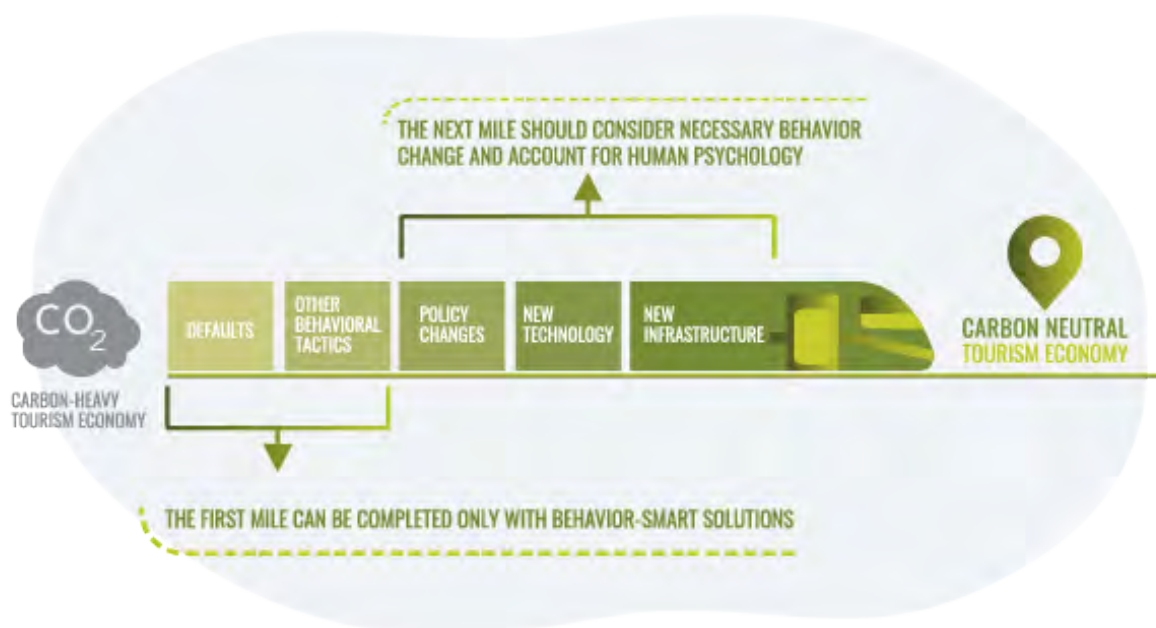 THE NEXT MILE SHOULD CONSIDER NECESSARY BEHAVIOR
CHANGE AND ACCOUNT FOR HUMAN PSYCHOLOGY
CO2
CARBON-HEAVY
TOURISM ECONOMY
DEFAULTS
OTHER
BEHAVIORAL
TACTICS
POLICY
CHANGES
NEW
TECHNOLOGY
NEW
INFRASTRUCTURE
CARBON NEUTRAL
TOURISM ECONOMY
THE FIRST MILE CAN BE COMPLETED ONLY WITH BEHAVIOR-SMART SOLUTIONS